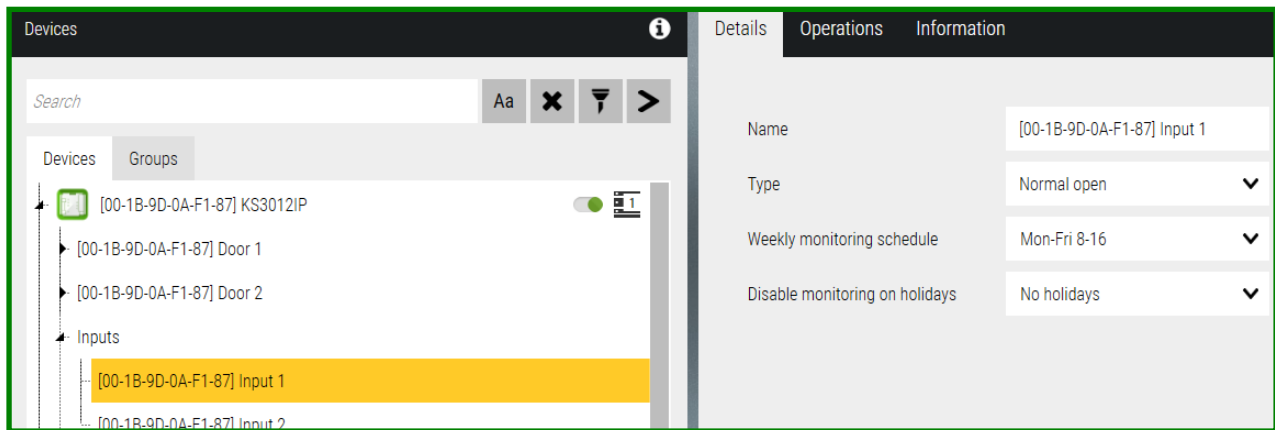 Devices
Search
Aa
Devices Groups
[00-1B-9D-0A-F1-87] KS3012IP
1
[00-1B-9D-0A-F1-87] Door 1
[00-1B-9D-0A-F1-87] Door 2
Inputs
[00-1B-9D-0A-F1-87] Input 1
[00-1B-9D-0A-F1-87] Input 2
Details Operations Information
Name [00-1B-9D-0A-F1-87] Input 1
Type Normal open
Weekly monitoring schedule Mon-Fri 8-16
Disable monitoring on holidays No holidays